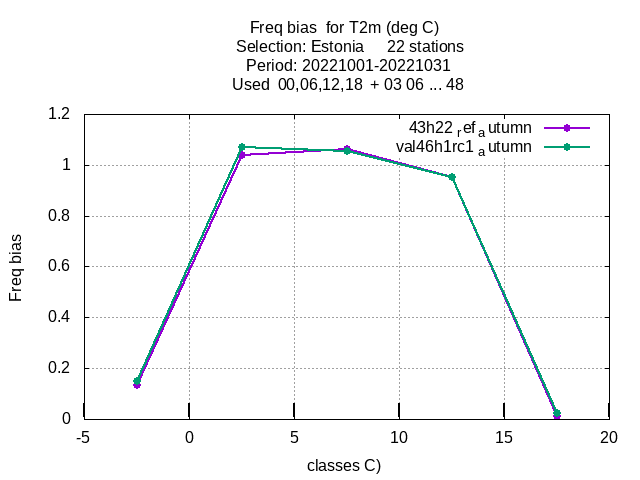 Freq bias  for T2m (deg C)
Selection: Estonia     22 stations
Period: 20221001-20221031
Used  00,06,12,18  + 03 06 ... 48
43h22 refa utumn
val46h1rc1 a utumn
1.2
1
0.8
0.6
0.4
0.2
0
Freq bias
-5 0 5 10 15 20
classes C)